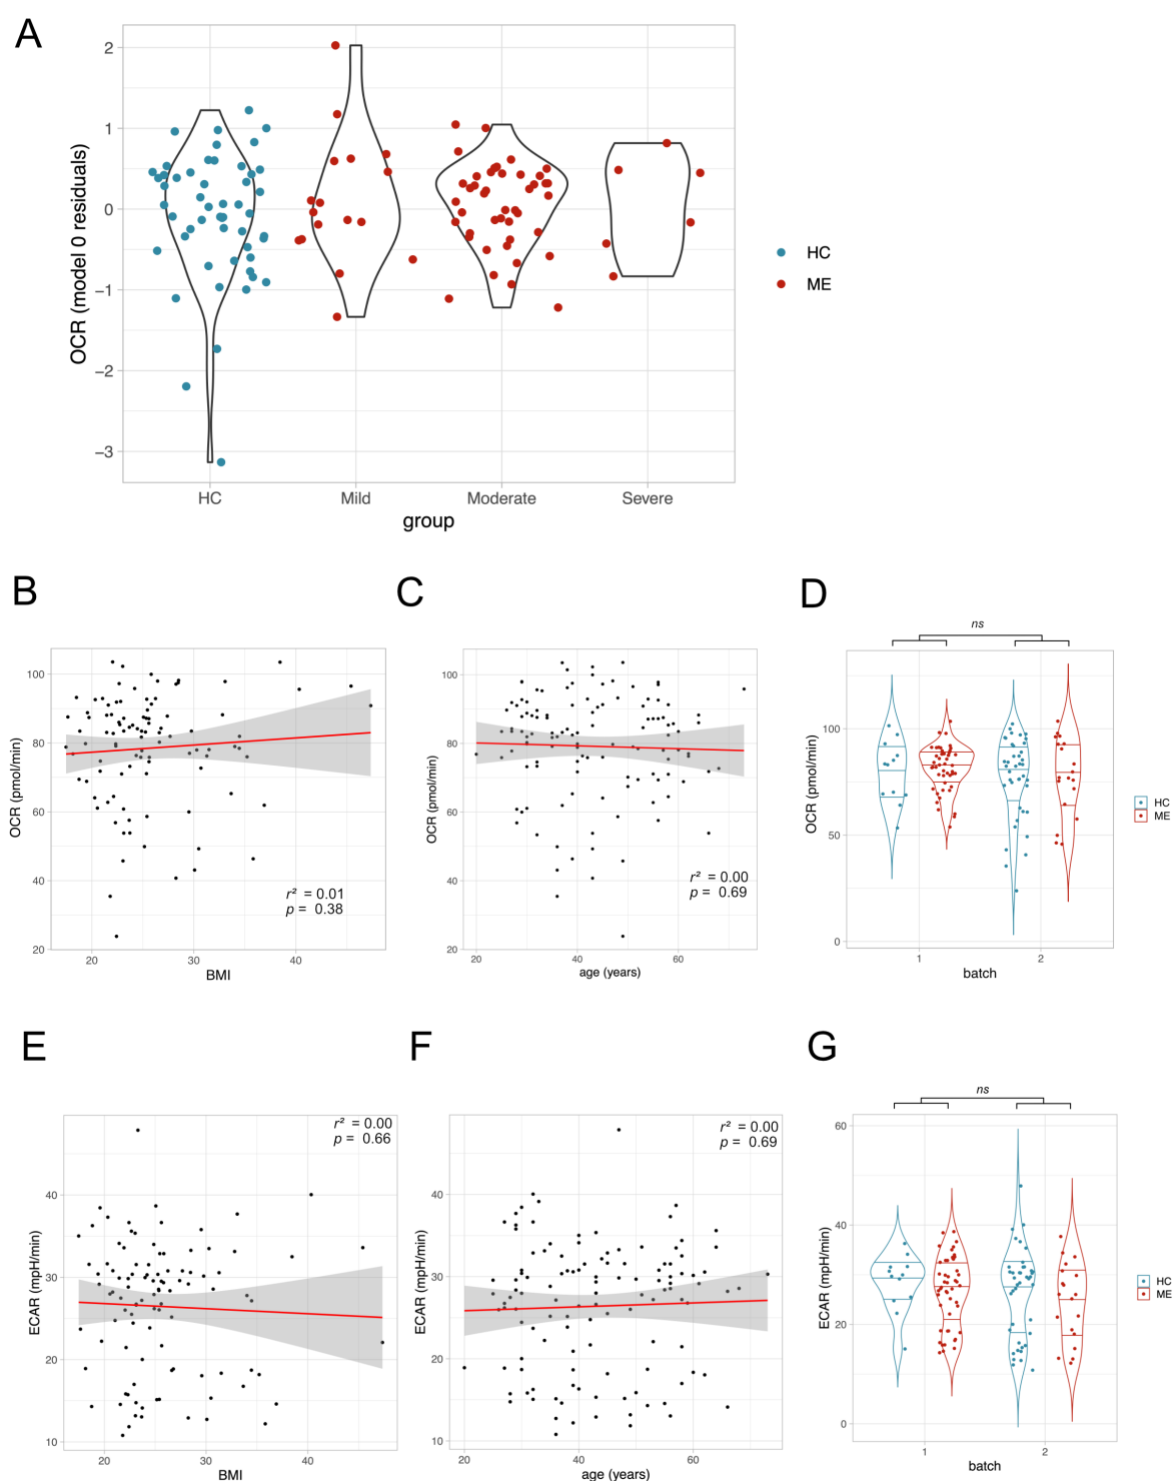 A
2
1
0
−1
−2
−3
OCR (model 0 residuals)
HC
Mild
Moderate
Severe
group
HC
ME
B
100
80
60
40
20
OCR (pmol/min)
r² = 0.01
p = 0.38
20
30
40
BMI
C
100
80
60
40
20
OCR (pmol/min)
r² = 0.00
p = 0.69
20
40
60
age (years)
D
ns
100
50
0
OCR (pmol/min)
1
2
batch
HC
ME
E
r² = 0.00
p = 0.66
40
30
20
10
ECAR (mpH/min)
20
30
40
BMI
F
r² = 0.00
p = 0.69
40
30
20
10
ECAR (mpH/min)
20
40
60
age (years)
G
ns
60
40
20
0
ECAR (mpH/min)
1
2
batch
HC
ME